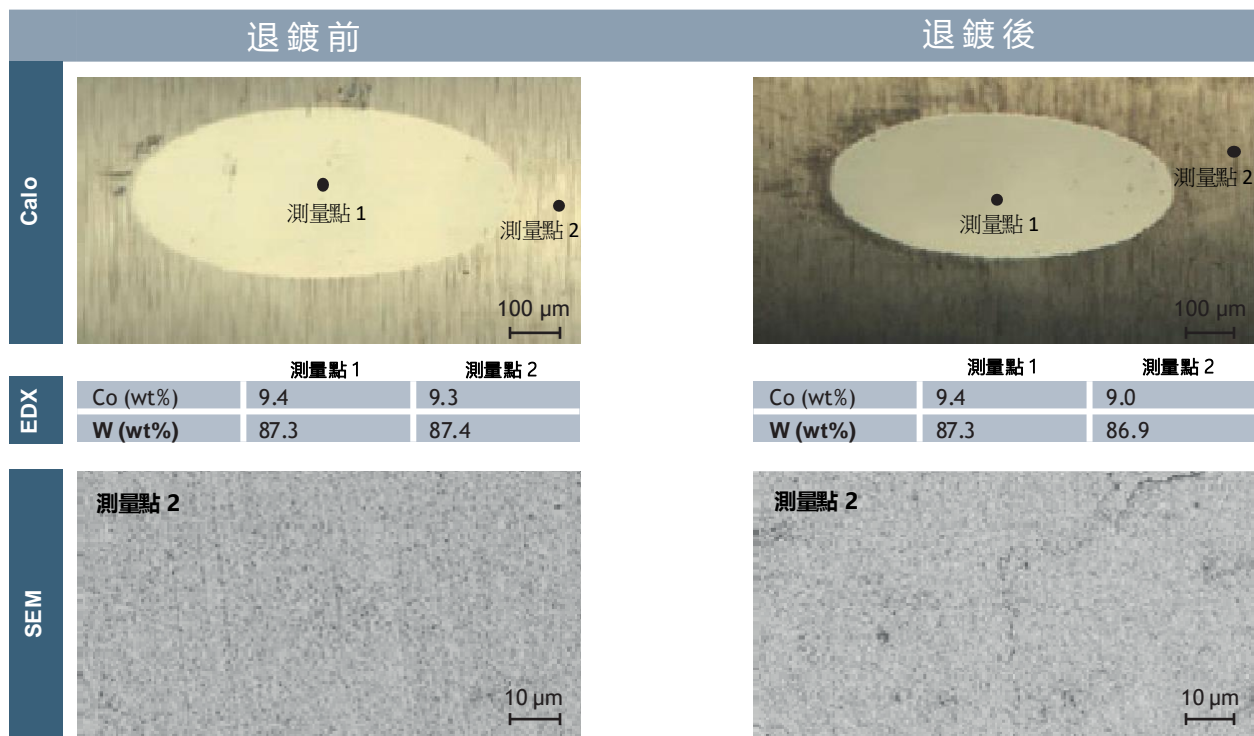 退鍍前
退鍍後
Calo
測量點 1
測量點 2
100 µm
測量點 1
測量點 2
100 µm
EDX
測量點 1 測量點 2
Co (wt%) 9.4 9.3
W (wt%) 87.3 87.4
測量點 1 測量點 2
Co (wt%) 9.4 9.0
W (wt%) 87.3 86.9
SEM
測量點 2
10 µm
測量點 2
10 µm